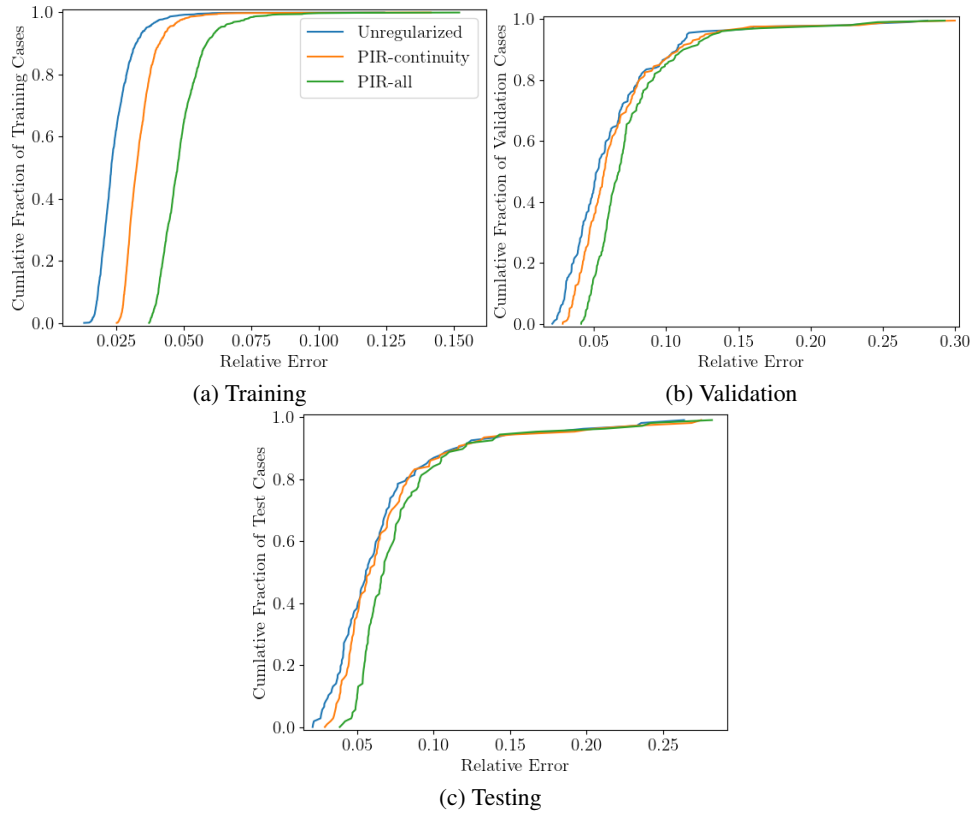 Cumlative Fraction of Training Cases
1.0
0.8
0.6
0.4
0.2
0.0
Unregularized
PIR-continuity
PIR-all
0.025 0.050 0.075 0.100 0.125 0.150
Relative Error
(a) Training
Cumlative Fraction of Validation Cases
1.0
0.8
0.6
0.4
0.2
0.0
0.05 0.10 0.15 0.20 0.25 0.30
Relative Error
(b) Validation
Cumlative Fraction of Test Cases
1.0
0.8
0.6
0.4
0.2
0.0
0.05 0.10 0.15 0.20 0.25
Relative Error
(c) Testing